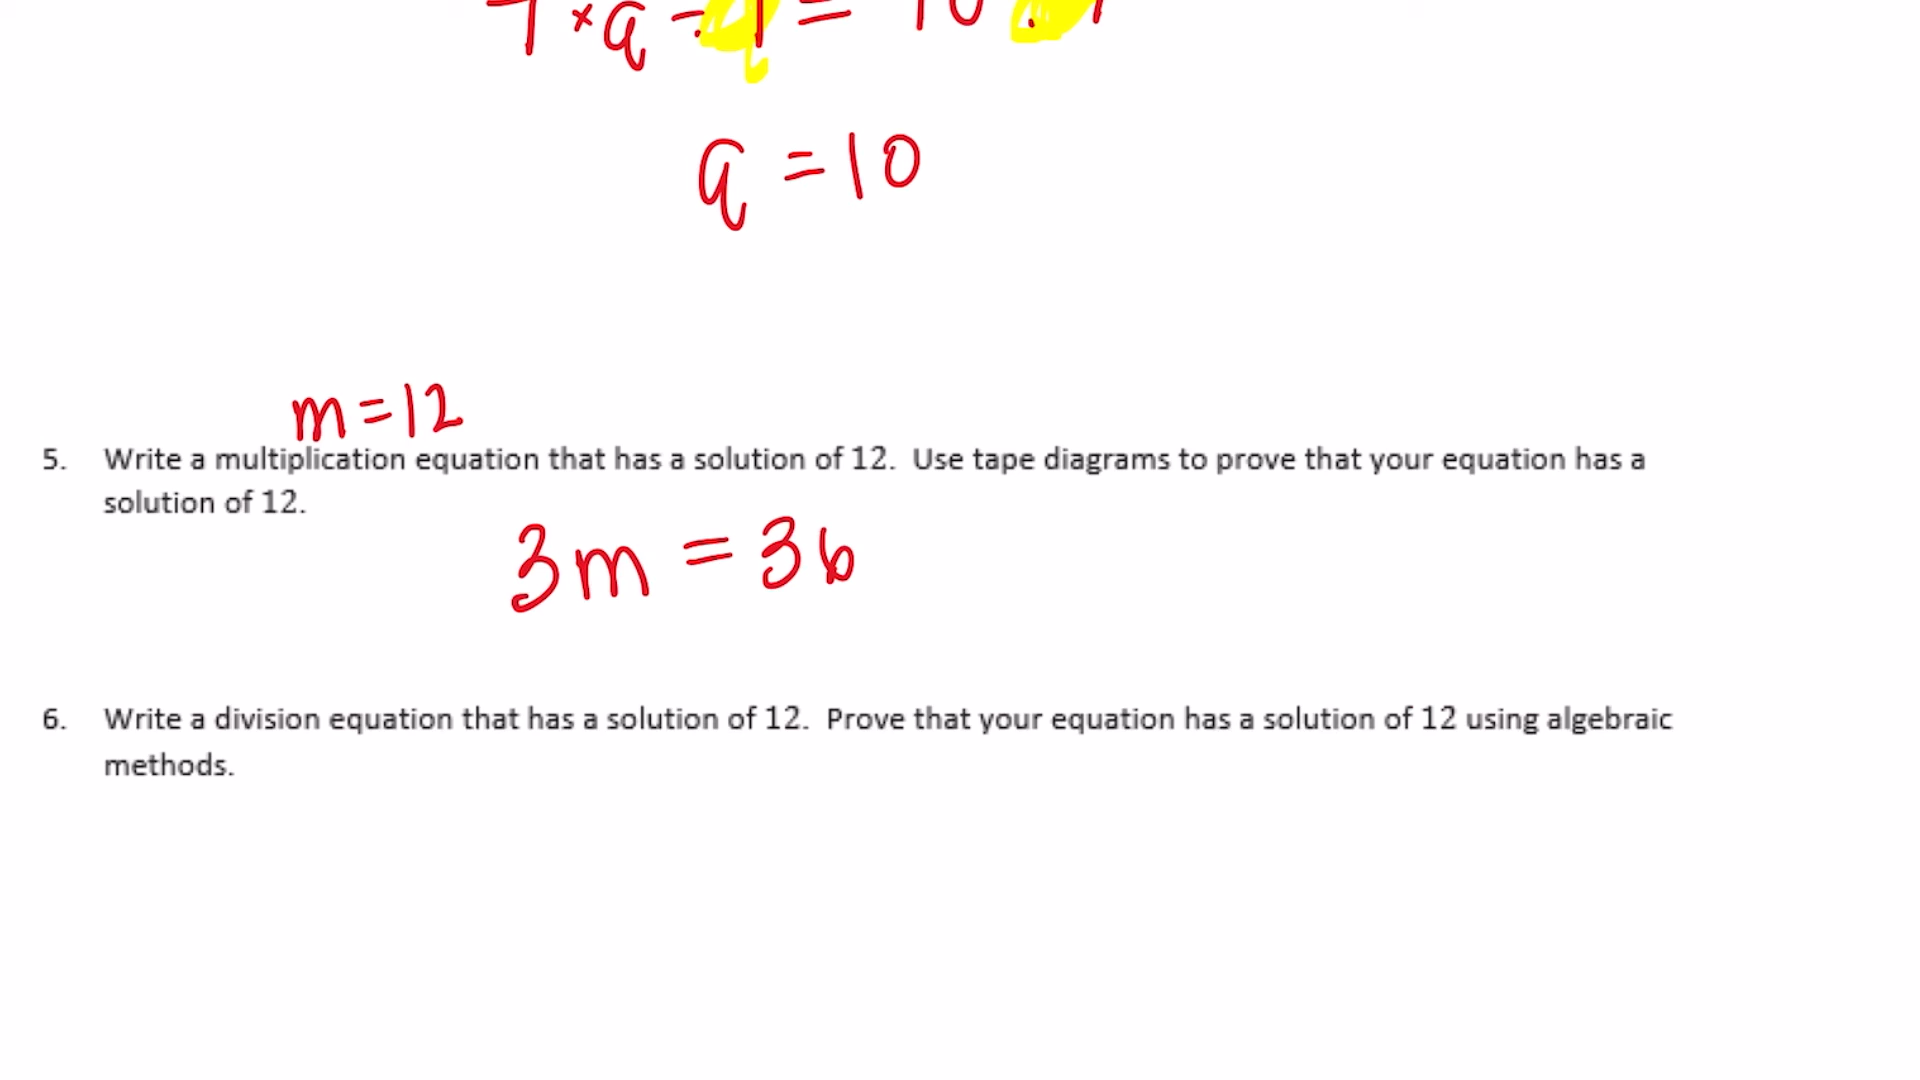 q = 10
m = 12
5. Write a multiplication equation that has a solution of 12. Use tape diagrams to prove that your equation has a
solution of 12.
3m = 36
6. Write a division equation that has a solution of 12. Prove that your equation has a solution of 12 using algebraic
methods.